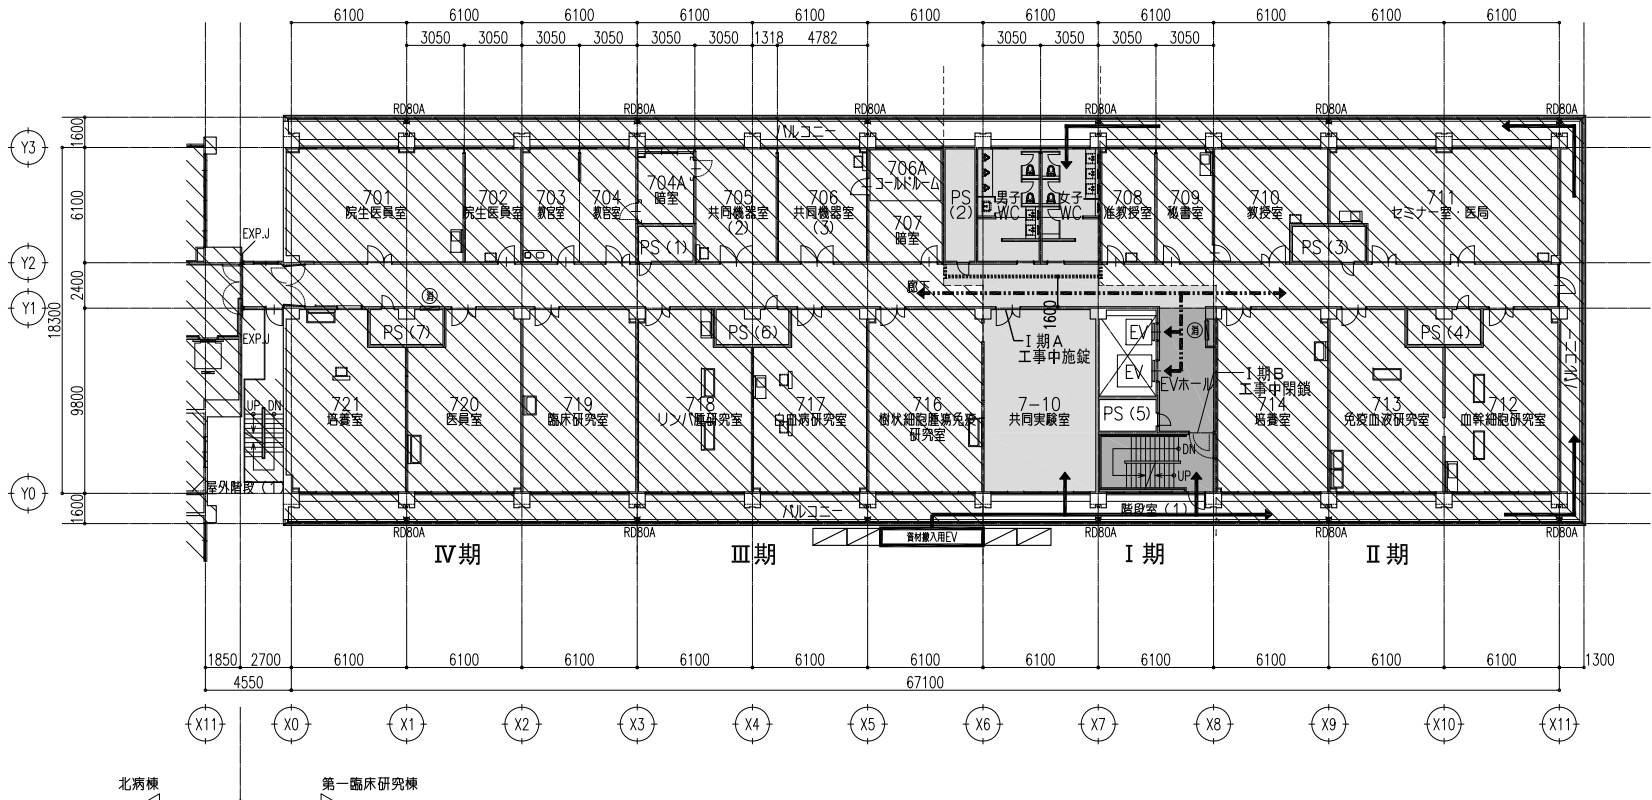 6100 6100 6100 6100 6100 6100 6100 6100 6100 6100 6100
3050 3050 3050 3050 3050 3050 1318 4782 3050 3050 3050 3050
RD80A RD80A RD80A RD80A RD80A RD80A
バルコニー
1600
Y3
6100
Y2
2400
Y1
18300
9800
Y0
1600
EXP.J
701
院生医員室
702
院生医員室
703
教官室
704
教官室
704A
暗室
PS(1)
705
共同機器室
(2)
706
共同機器室
(3)
706A
コールドルーム
707
暗室
PS
(2)
男子
WC
女子
WC
708
准教授室
709
秘書室
710
教授室
PS(3)
711
セミナー室・医局
廊下
消
1600
EXP.J
UP DN
屋外階段(1)
721
培養室
PS(7)
720
医員室
719
臨床研究室
718
リンパ腫研究室
PS(6)
717
白血病研究室
716
樹状細胞腫瘍免疫
研究室
Ⅰ期A
工事中施錠
7-10
共同実験室
EV
EV
消
EVホール
PS(5)
DN
UP
階段室(1)
Ⅰ期B
工事中閉鎖
714
培養室
713
免疫血液研究室
PS(4)
712
血幹細胞研究室
バルコニー
バルコニー
RD80A RD80A RD80A RD80A RD80A
資材搬入用EV
Ⅳ期 Ⅲ期 Ⅰ期 Ⅱ期
1850 2700 6100 6100 6100 6100 6100 6100 6100 6100 6100 6100 6100 1300
4550 67100
X11 X0 X1 X2 X3 X4 X5 X6 X7 X8 X9 X10 X11
北病棟 第一臨床研究棟